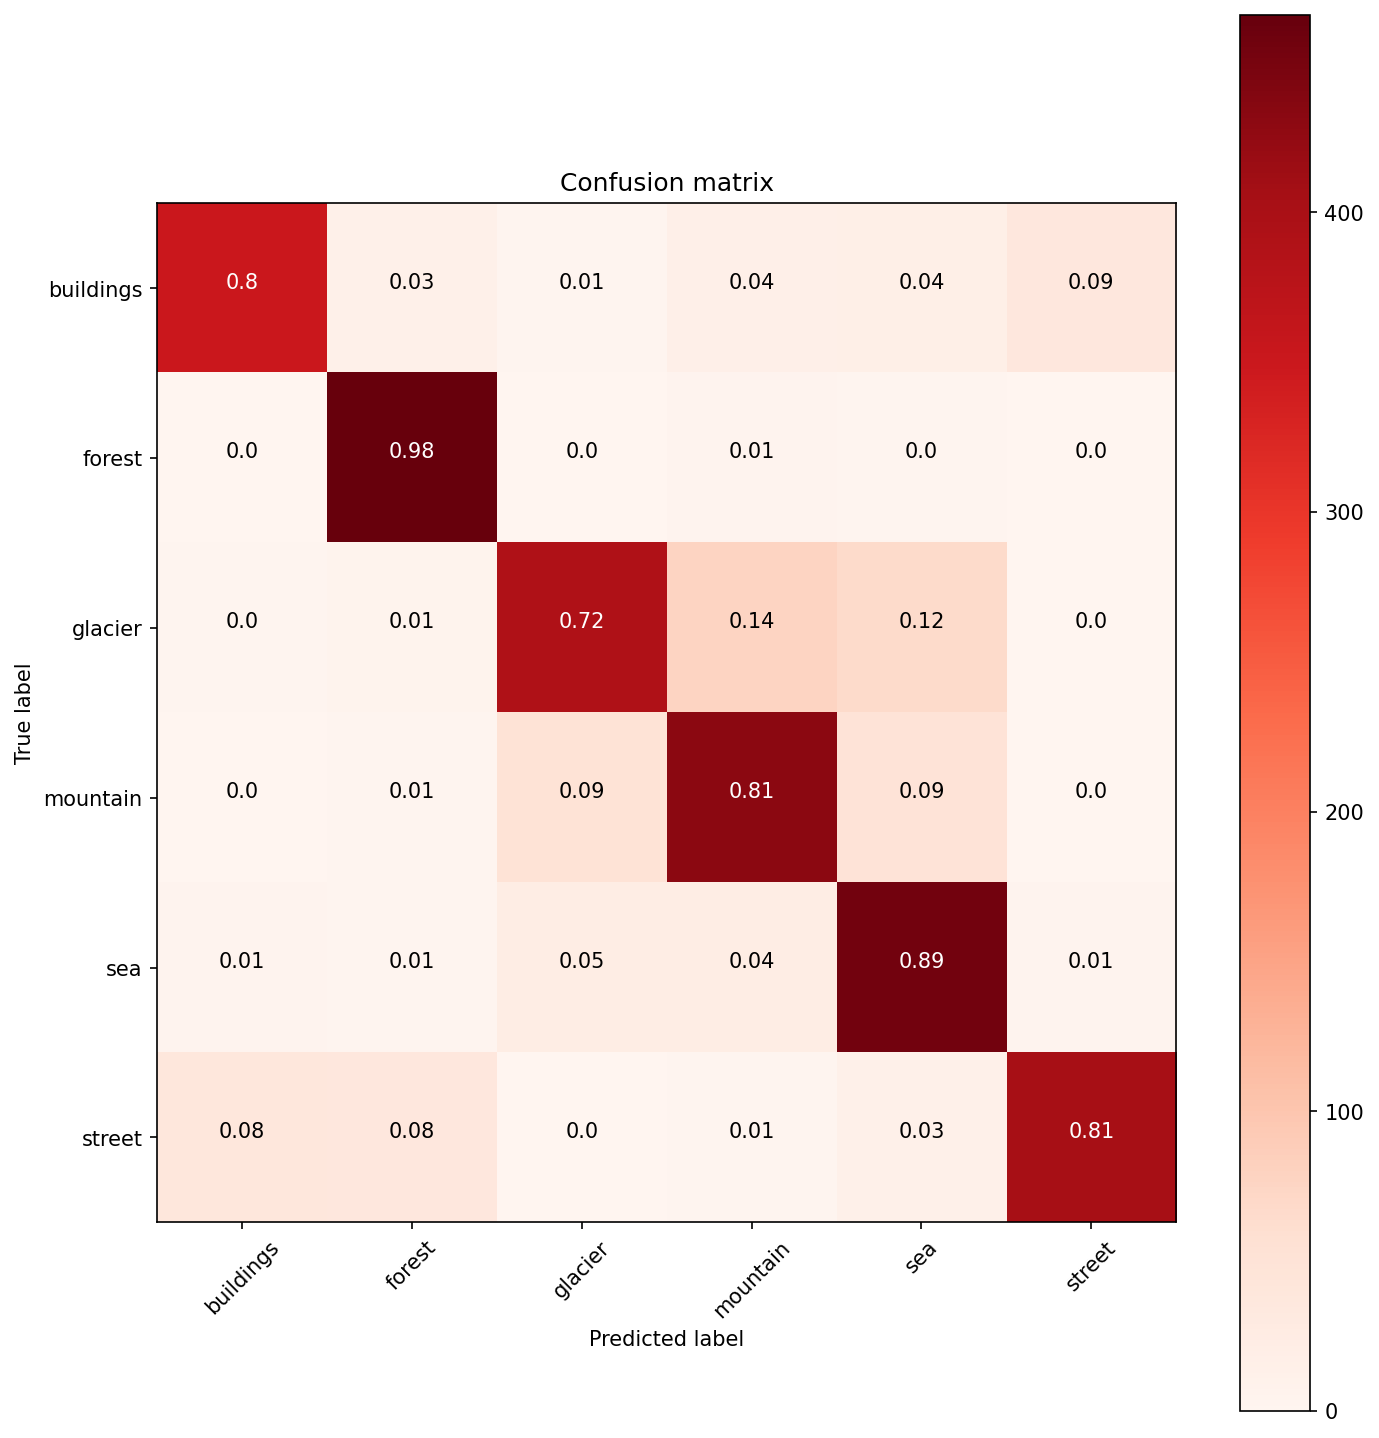 Confusion matrix
True label
buildings 0.8 0.03 0.01 0.04 0.04 0.09
forest 0.0 0.98 0.0 0.01 0.0 0.0
glacier 0.0 0.01 0.72 0.14 0.12 0.0
mountain 0.0 0.01 0.09 0.81 0.09 0.0
sea 0.01 0.01 0.05 0.04 0.89 0.01
street 0.08 0.08 0.0 0.01 0.03 0.81
buildings forest glacier mountain sea street
Predicted label
400
300
200
100
0